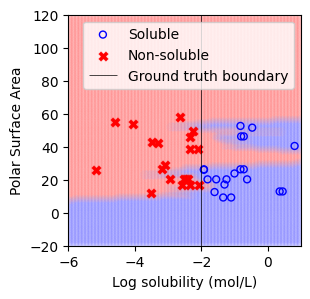 120
100
80
60
40
20
0
−20
Polar Surface Area
Soluble
Non-soluble
Ground truth boundary
−6
−4
−2
0
Log solubility (mol/L)